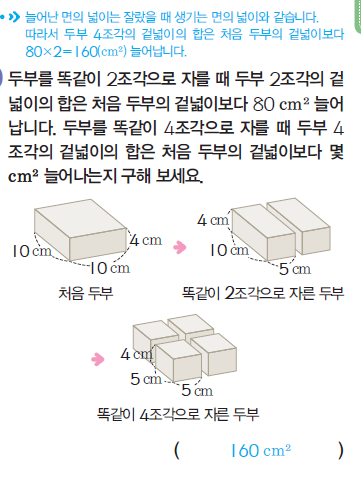 늘어난 면의 넓이는 잘랐을 때 생기는 면의 넓이와 같습니다.
따라서 두부 4조각의 겉넓이의 합은 처음 두부의 겉넓이보다
80×2=160(cm²) 늘어납니다.
두부를 똑같이 2조각으로 자를 때 두부 2조각의 겉
넓이의 합은 처음 두부의 겉넓이보다 80 cm² 늘어
납니다. 두부를 똑같이 4조각으로 자를 때 두부 4
조각의 겉넓이의 합은 처음 두부의 겉넓이보다 몇
cm² 늘어나는지 구해 보세요.
4 cm
10 cm
10 cm
처음 두부
4 cm
10 cm
5 cm
똑같이 2조각으로 자른 두부
4 cm
5 cm
5 cm
똑같이 4조각으로 자른 두부
( 160 cm² )